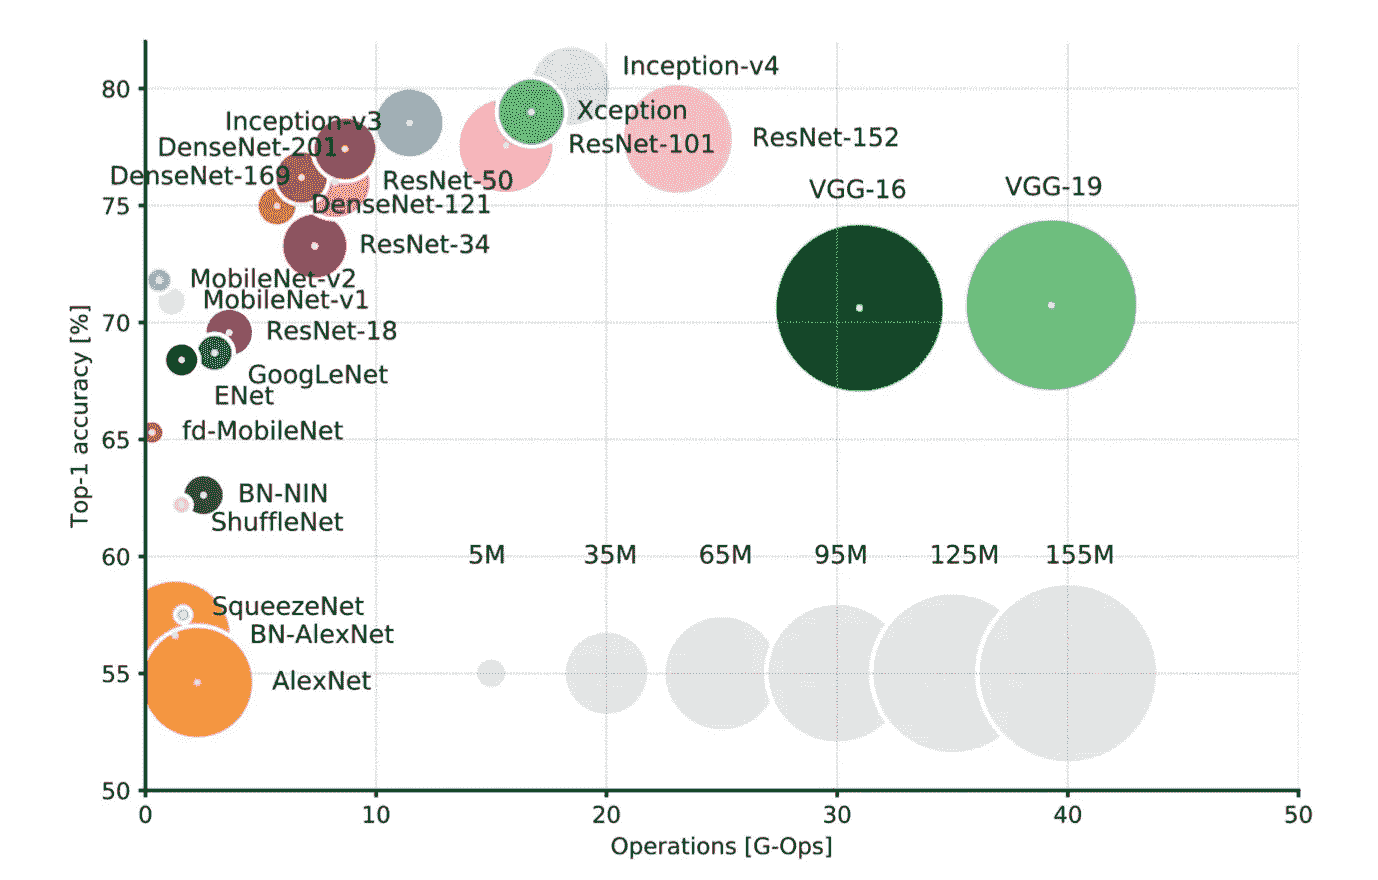 Inception-v4
80
Xception
Inception-v3
ResNet-101
ResNet-152
DenseNet-201
DenseNet-169
ResNet-50
VGG-16
VGG-19
75
DenseNet-121
ResNet-34
MobileNet-v2
MobileNet-v1
Top-1 accuracy [%]
70
ResNet-18
GoogLeNet
ENet
65
fd-MobileNet
BN-NIN
ShuffleNet
60
5M 35M 65M 95M 125M 155M
SqueezeNet
BN-AlexNet
55
AlexNet
50
0 10 20 30 40 50
Operations [G-Ops]